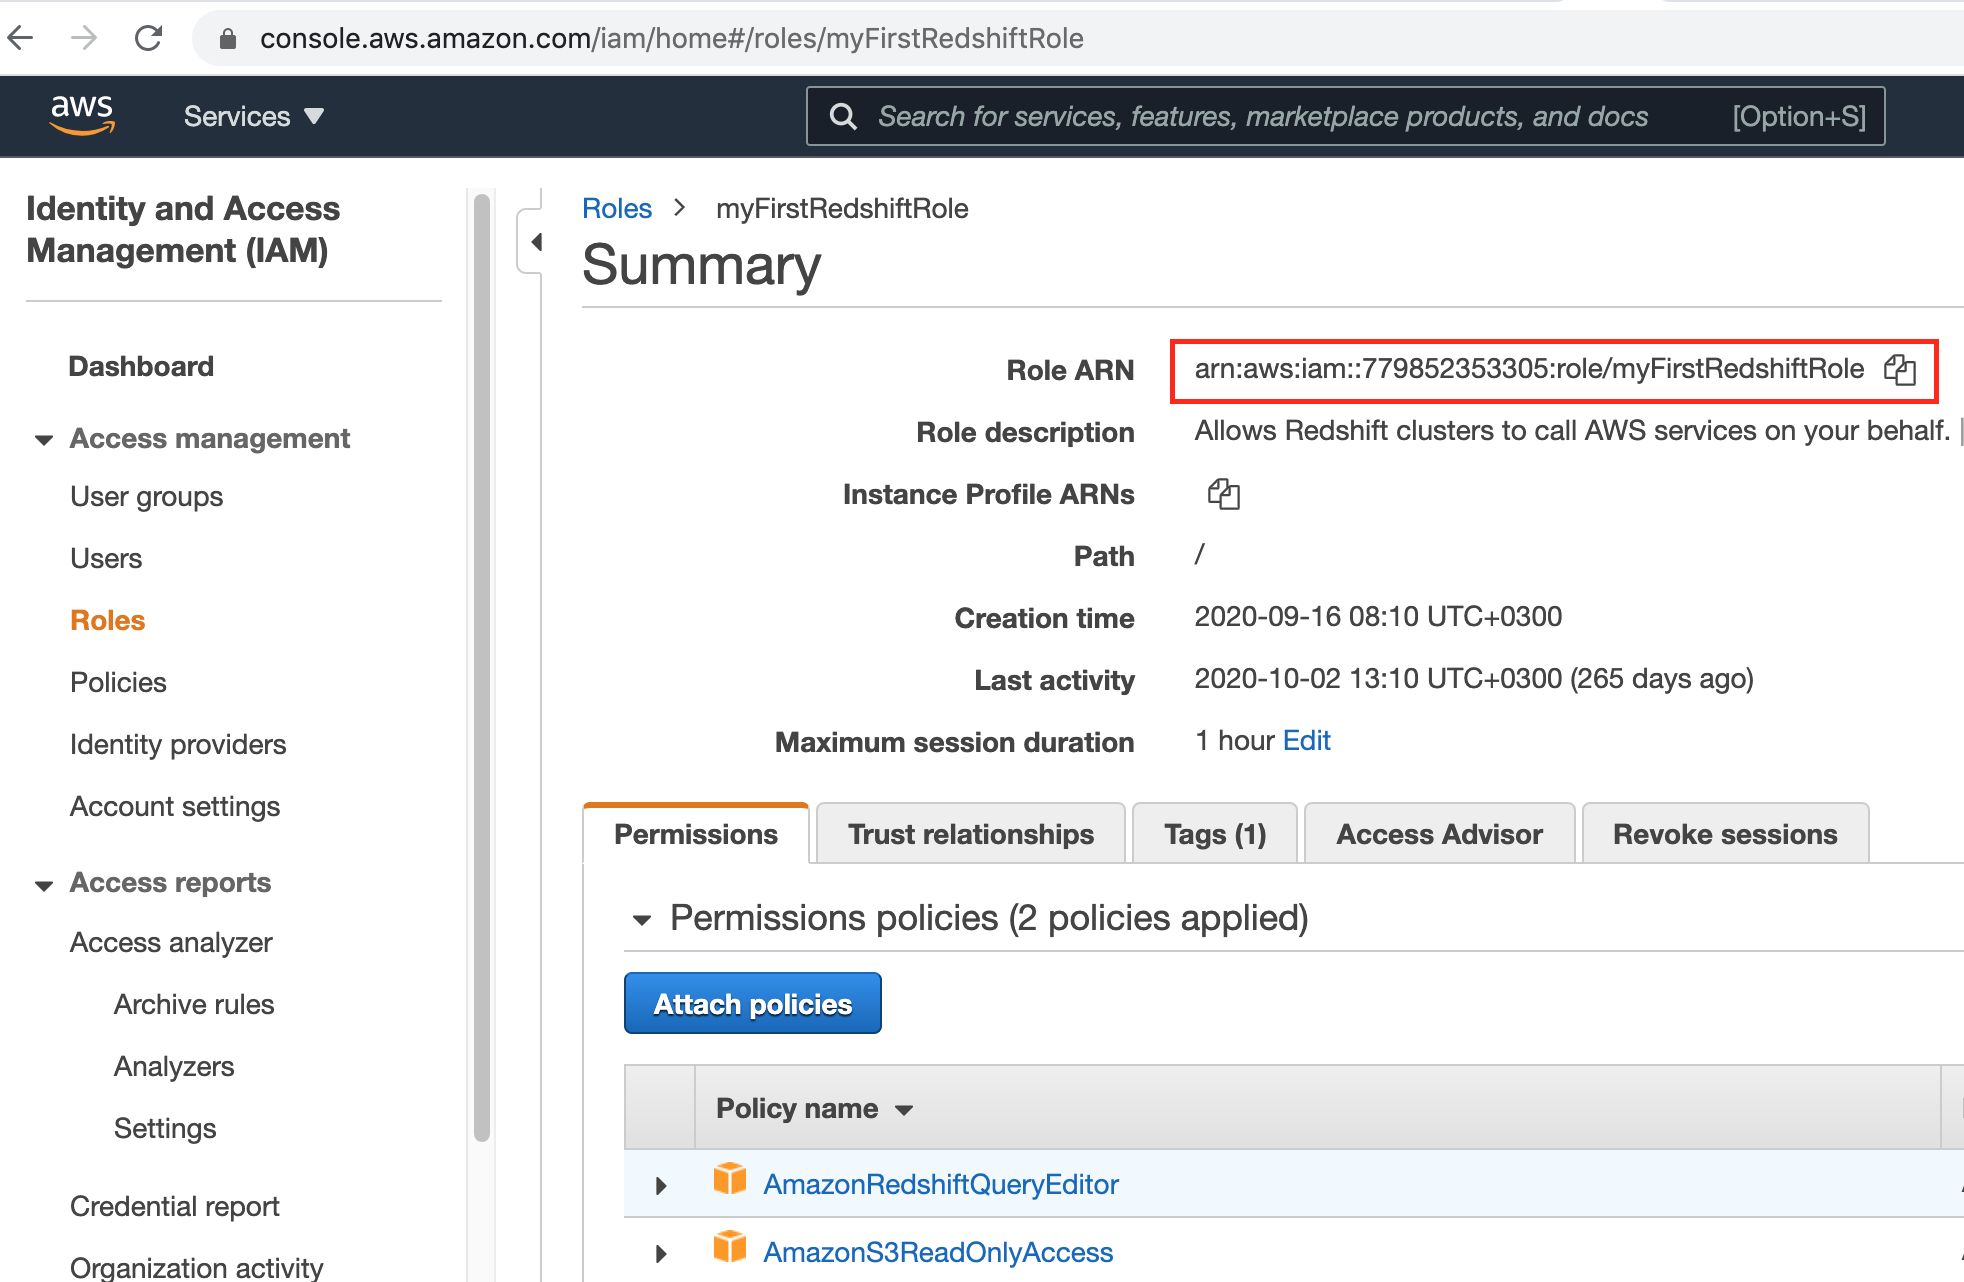 console.aws.amazon.com/iam/home#/roles/myFirstRedshiftRole
aws
Services
Search for services, features, marketplace products, and docs
[Option+S]
Identity and Access
Management (IAM)
Dashboard
Access management
User groups
Users
Roles
Policies
Identity providers
Account settings
Access reports
Access analyzer
Archive rules
Analyzers
Settings
Credential report
Organization activity
Roles > myFirstRedshiftRole
Summary
Role ARN arn:aws:iam::779852353305:role/myFirstRedshiftRole
Role description Allows Redshift clusters to call AWS services on your behalf.
Instance Profile ARNs
Path /
Creation time 2020-09-16 08:10 UTC+0300
Last activity 2020-10-02 13:10 UTC+0300 (265 days ago)
Maximum session duration 1 hour Edit
Permissions Trust relationships Tags (1) Access Advisor Revoke sessions
Permissions policies (2 policies applied)
Attach policies
Policy name
AmazonRedshiftQueryEditor
AmazonS3ReadOnlyAccess